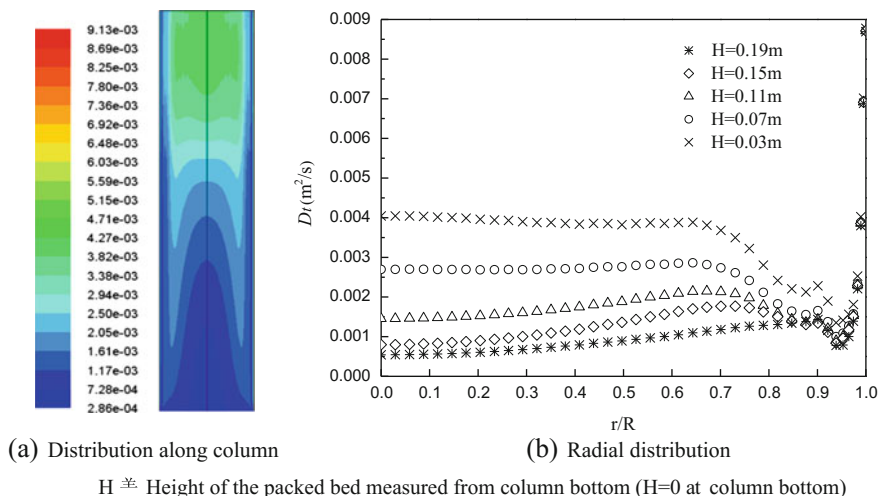 9.13e-03
8.69e-03
8.25e-03
7.80e-03
7.36e-03
6.92e-03
6.48e-03
6.03e-03
5.59e-03
5.15e-03
4.71e-03
4.27e-03
3.82e-03
3.38e-03
2.94e-03
2.50e-03
2.05e-03
1.61e-03
1.17e-03
7.28e-04
2.86e-04
(a) Distribution along column
0.009
0.008
0.007
0.006
0.005
0.004
0.003
0.002
0.001
0.000
Dt(m²/s)
H=0.19m
H=0.15m
H=0.11m
H=0.07m
H=0.03m
0.0 0.1 0.2 0.3 0.4 0.5 0.6 0.7 0.8 0.9 1.0
r/R
(b) Radial distribution
H Height of the packed bed measured from column bottom (H=0 at column bottom)